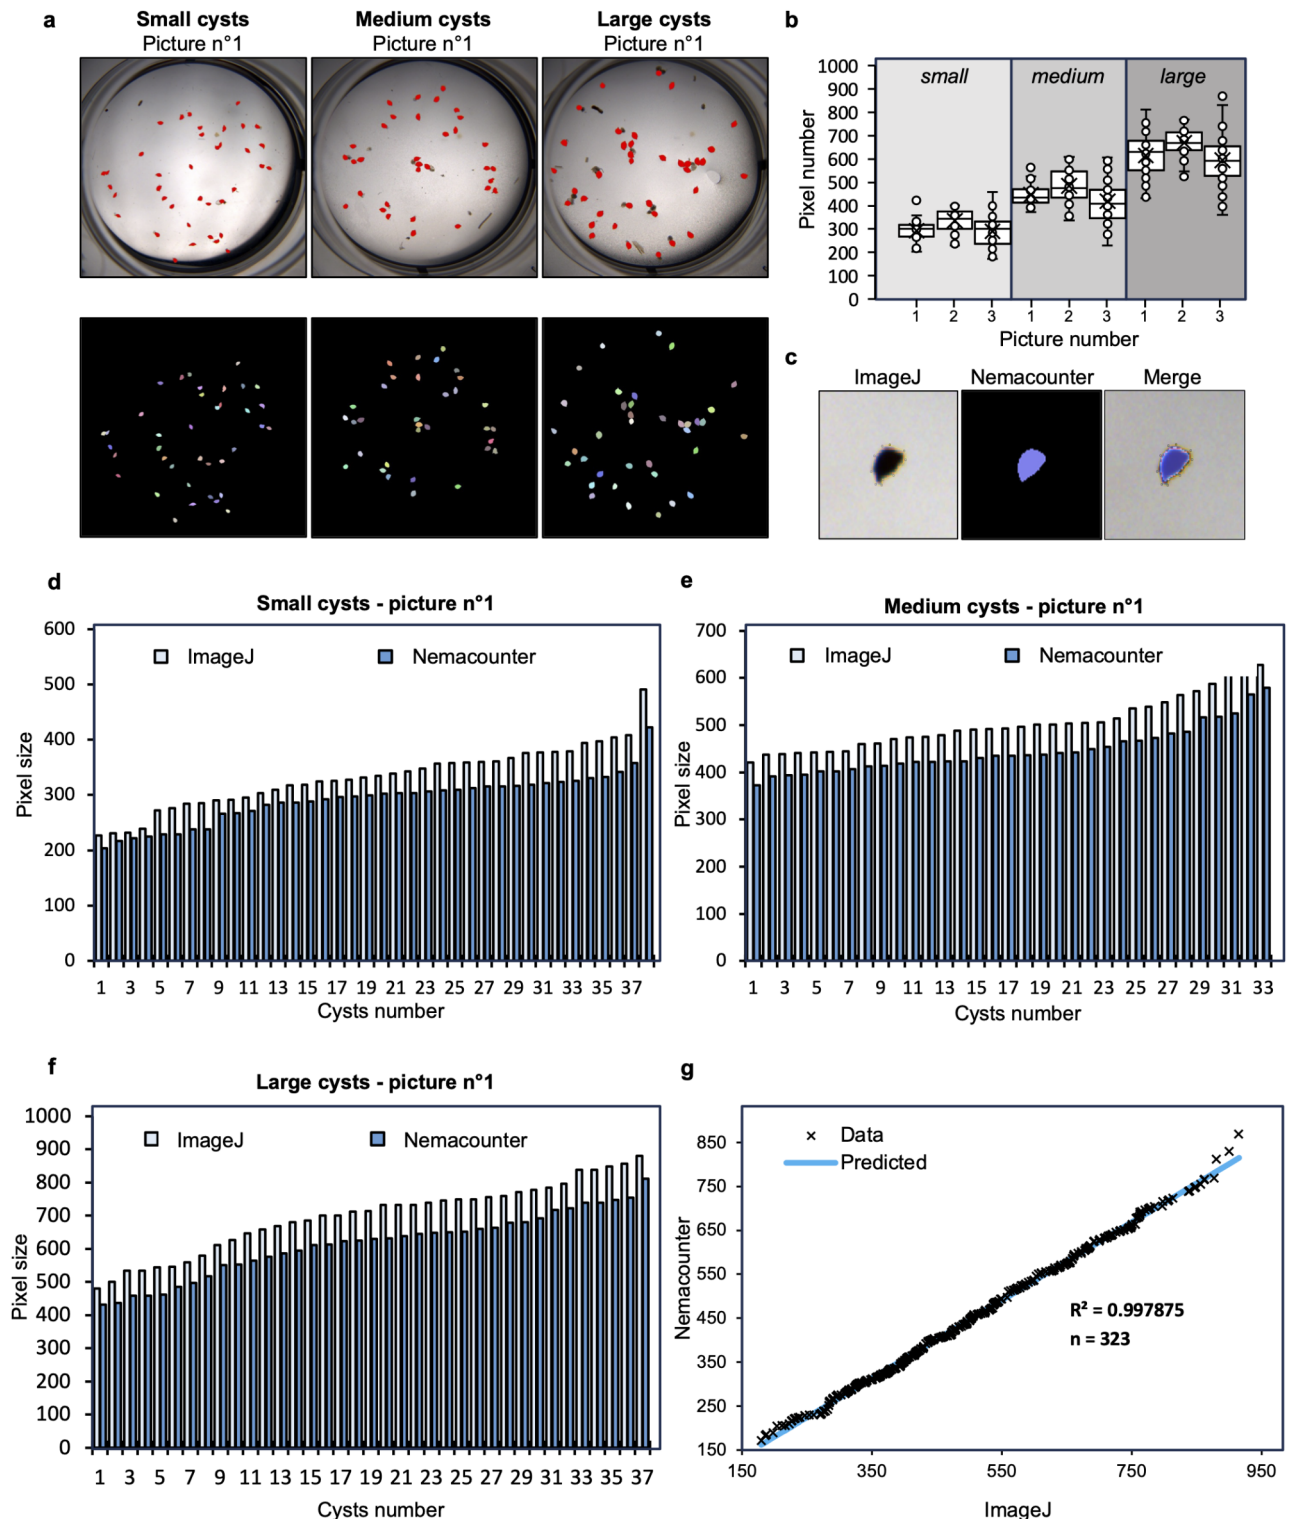 a
Small cysts
Picture n°1
Medium cysts
Picture n°1
Large cysts
Picture n°1
b
Pixel number
1000
900
800
700
600
500
400
300
200
100
0
small
medium
large
1 2 3 1 2 3 1 2 3
Picture number
c
ImageJ
Nemacounter
Merge
d
Small cysts - picture n°1
ImageJ
Nemacounter
Pixel size
600
500
400
300
200
100
0
1 3 5 7 9 11 13 15 17 19 21 23 25 27 29 31 33 35 37
Cysts number
e
Medium cysts - picture n°1
ImageJ
Nemacounter
Pixel size
700
600
500
400
300
200
100
0
1 3 5 7 9 11 13 15 17 19 21 23 25 27 29 31 33
Cysts number
f
Large cysts - picture n°1
ImageJ
Nemacounter
Pixel size
1000
900
800
700
600
500
400
300
200
100
0
1 3 5 7 9 11 13 15 17 19 21 23 25 27 29 31 33 35 37
Cysts number
g
Data
Predicted
Nemacounter
850
750
650
550
450
350
250
150
R² = 0.997875
n = 323
150 350 550 750 950
ImageJ